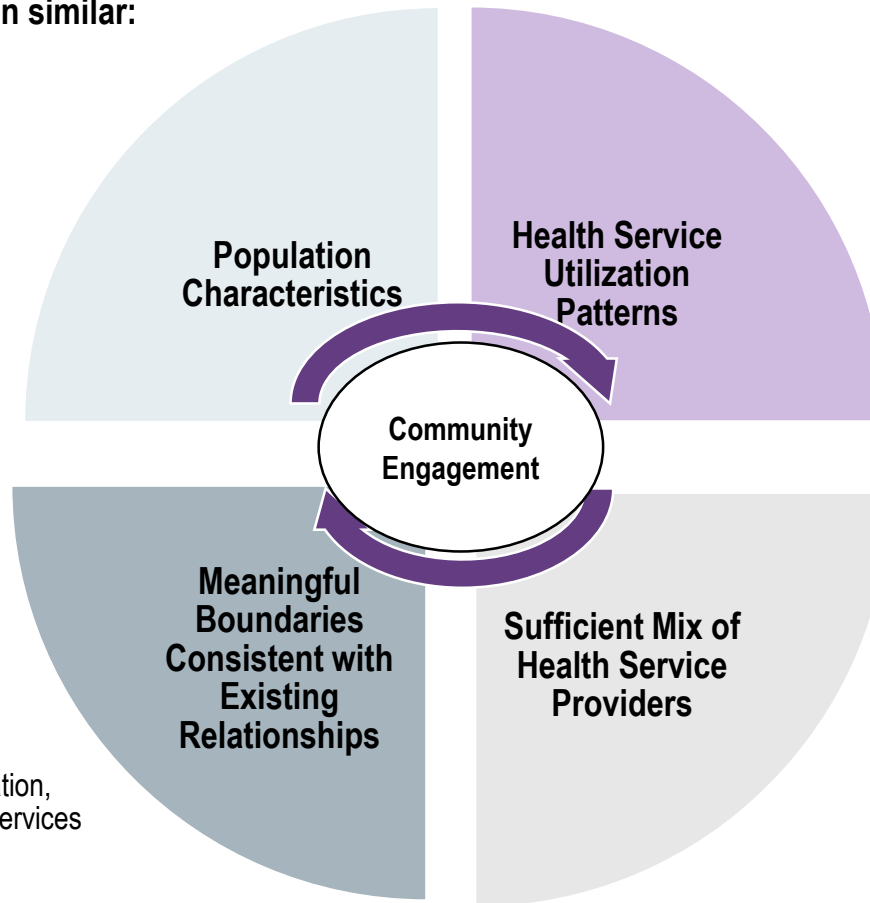 n similar:
Population
Characteristics
Health Service
Utilization
Patterns
Community
Engagement
Meaningful
Boundaries
Consistent with
Existing
Relationships
Sufficient Mix of
Health Service
Providers
tion,
ervices